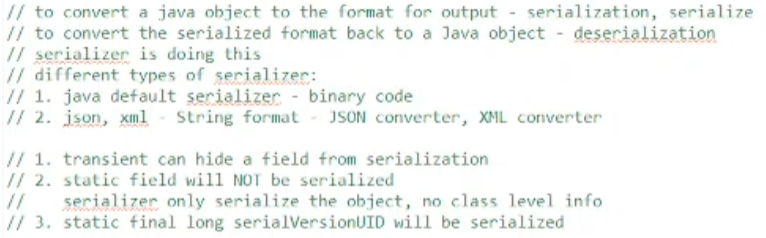 // to convert a java object to the format for output - serialization, serialize
// to convert the serialized format back to a Java object - deserialization
// serializer is doing this
// different types of serializer:
// 1. java default serializer - binary code
// 2. json, xml - String format - JSON converter, XML converter
// 1. transient can hide a field from serialization
// 2. static field will NOT be serialized
//    serializer only serialize the object, no class level info
// 3. static final long serialVersionUID will be serialized